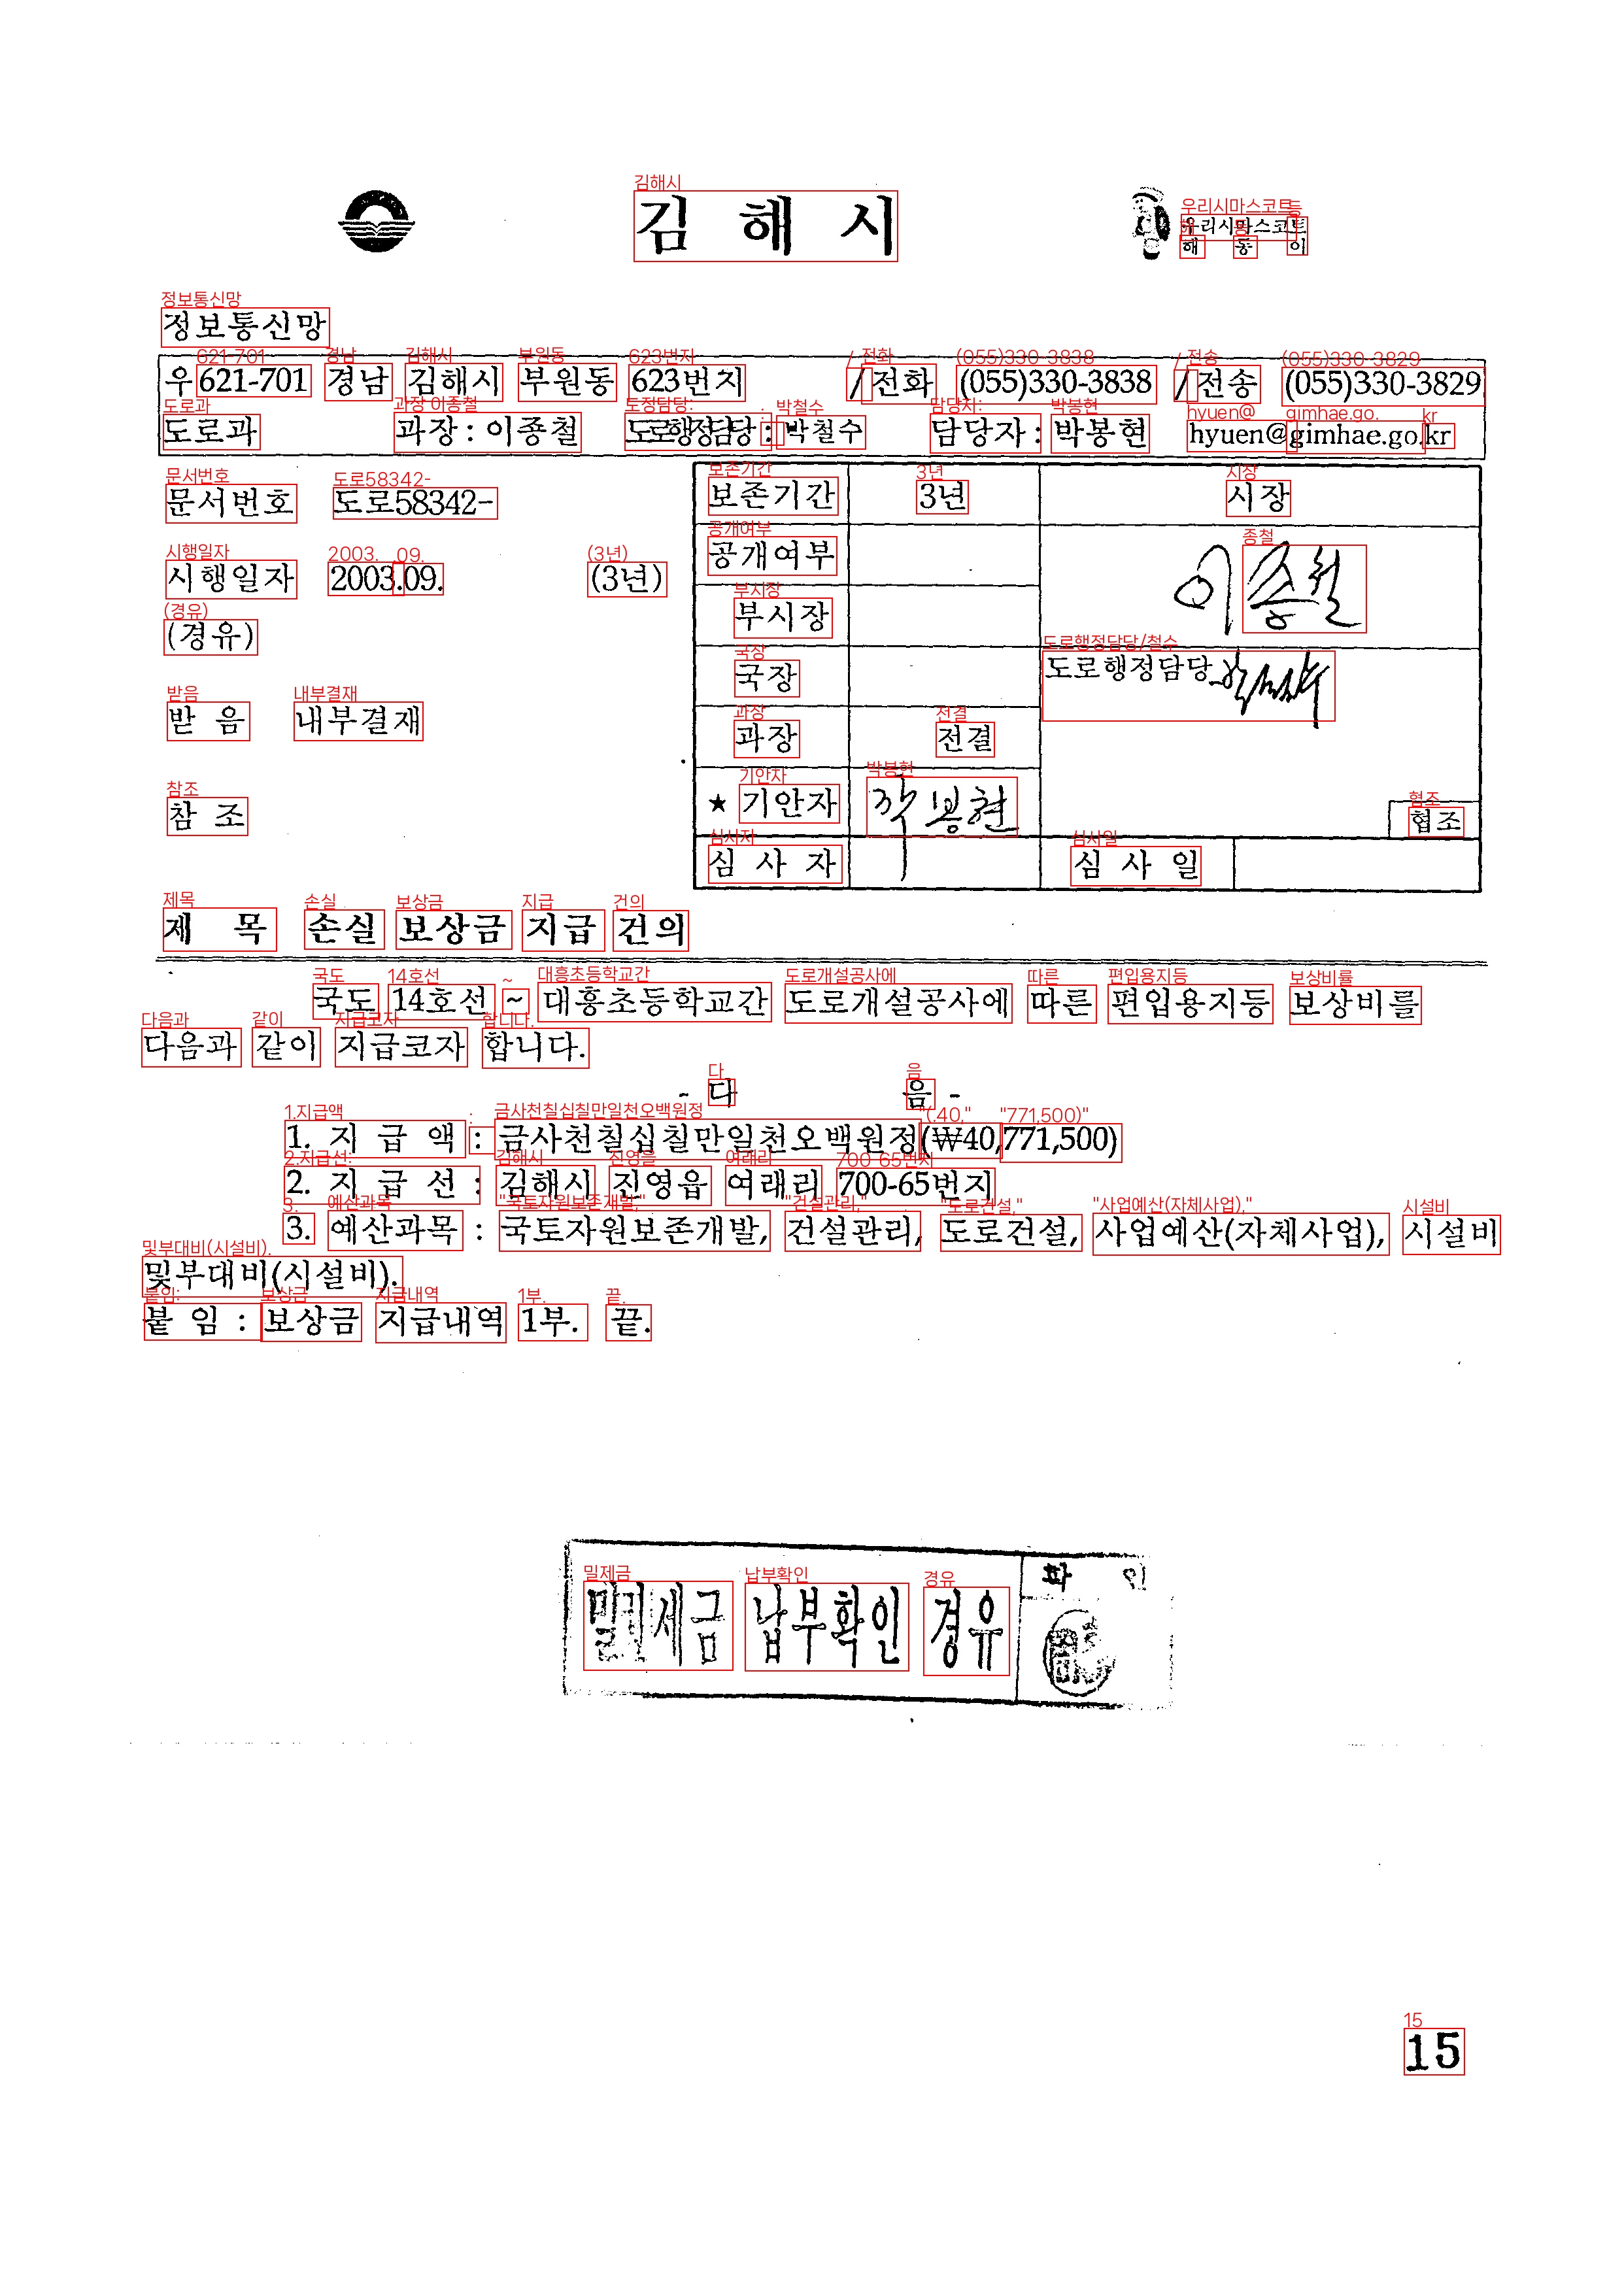 김 해 시
우리시마스코트
해 동 이
정보통신망
우621-701 경남 김해시 부원동 623번지 /전화 (055)330-3838 /전송 (055)330-3829
도로과 과장 : 이종철 도로행정담당 : 박철수 담당자 : 박봉현 hyuen@gimhae.go.kr
문서번호 도로58342-
시행일자 2003.09. (3년)
(경유)
받 음 내부결재
참 조
보존기간 3년 시장
공개여부
이종철
부시장
국장 도로행정담당 박철수
과장 전결
★ 기안자 박봉현 협조
심 사 자 심 사 일
제 목 손실 보상금 지급 건의
국도 14호선 ~ 대흥초등학교간 도로개설공사에 따른 편입용지등 보상비를
다음과 같이 지급코자 합니다.
- 다 음 -
1. 지 급 액 : 금사천칠십칠만일천오백원정(₩40,771,500)
2. 지 급 선 : 김해시 진영읍 여래리 700-65번지
3. 예산과목 : 국토자원보존개발, 건설관리, 도로건설, 사업예산(자체사업), 시설비
및부대비(시설비).
붙 임 : 보상금 지급내역 1부. 끝.
납부확인 경유
15